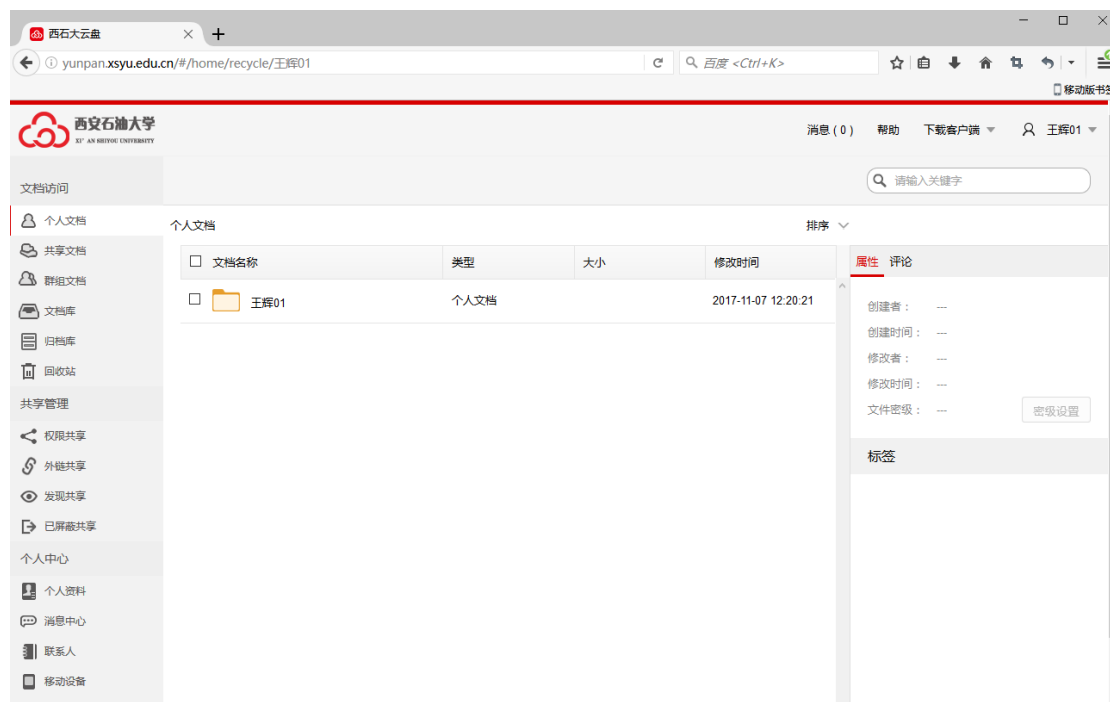 西石大云盘
yunpan.xsyu.edu.cn/#/home/recycle/王辉01
百度 <Ctrl+K>
移动版书签
西安石油大学
XI' AN SHIYOU UNIVERSITY
消息 ( 0 ) 帮助 下载客户端 王辉01
文档访问
请输入关键字
个人文档
共享文档
群组文档
文档库
归档库
回收站
共享管理
权限共享
外链共享
发现共享
已屏蔽共享
个人中心
个人资料
消息中心
联系人
移动设备
个人文档 排序
文档名称 类型 大小 修改时间
王辉01 个人文档 2017-11-07 12:20:21
属性 评论
创建者： ---
创建时间： ---
修改者： ---
修改时间： ---
文件密级： --- 密级设置
标签